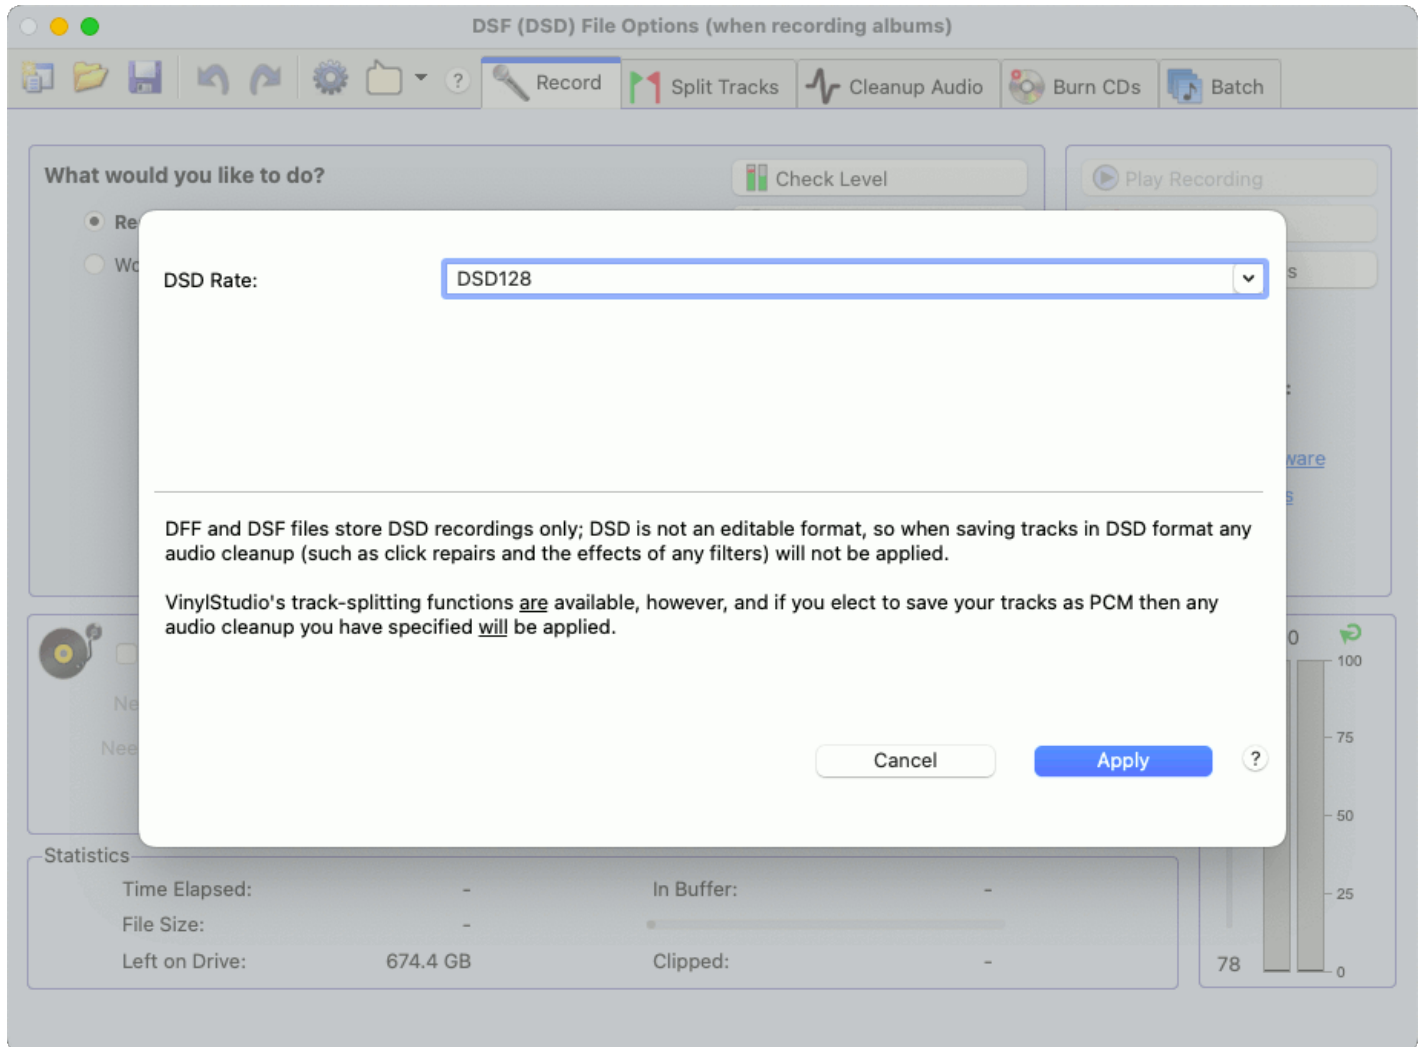 DSF (DSD) File Options (when recording albums)
? Record Split Tracks Cleanup Audio Burn CDs Batch
What would you like to do?
Check Level
Play Recording
DSD Rate:
DSD128
DFF and DSF files store DSD recordings only; DSD is not an editable format, so when saving tracks in DSD format any
audio cleanup (such as click repairs and the effects of any filters) will not be applied.
VinylStudio's track-splitting functions are available, however, and if you elect to save your tracks as PCM then any
audio cleanup you have specified will be applied.
Cancel
Apply
?
100
75
50
25
0
78
Statistics
Time Elapsed: -
In Buffer: -
File Size: -
Left on Drive: 674.4 GB
Clipped: -